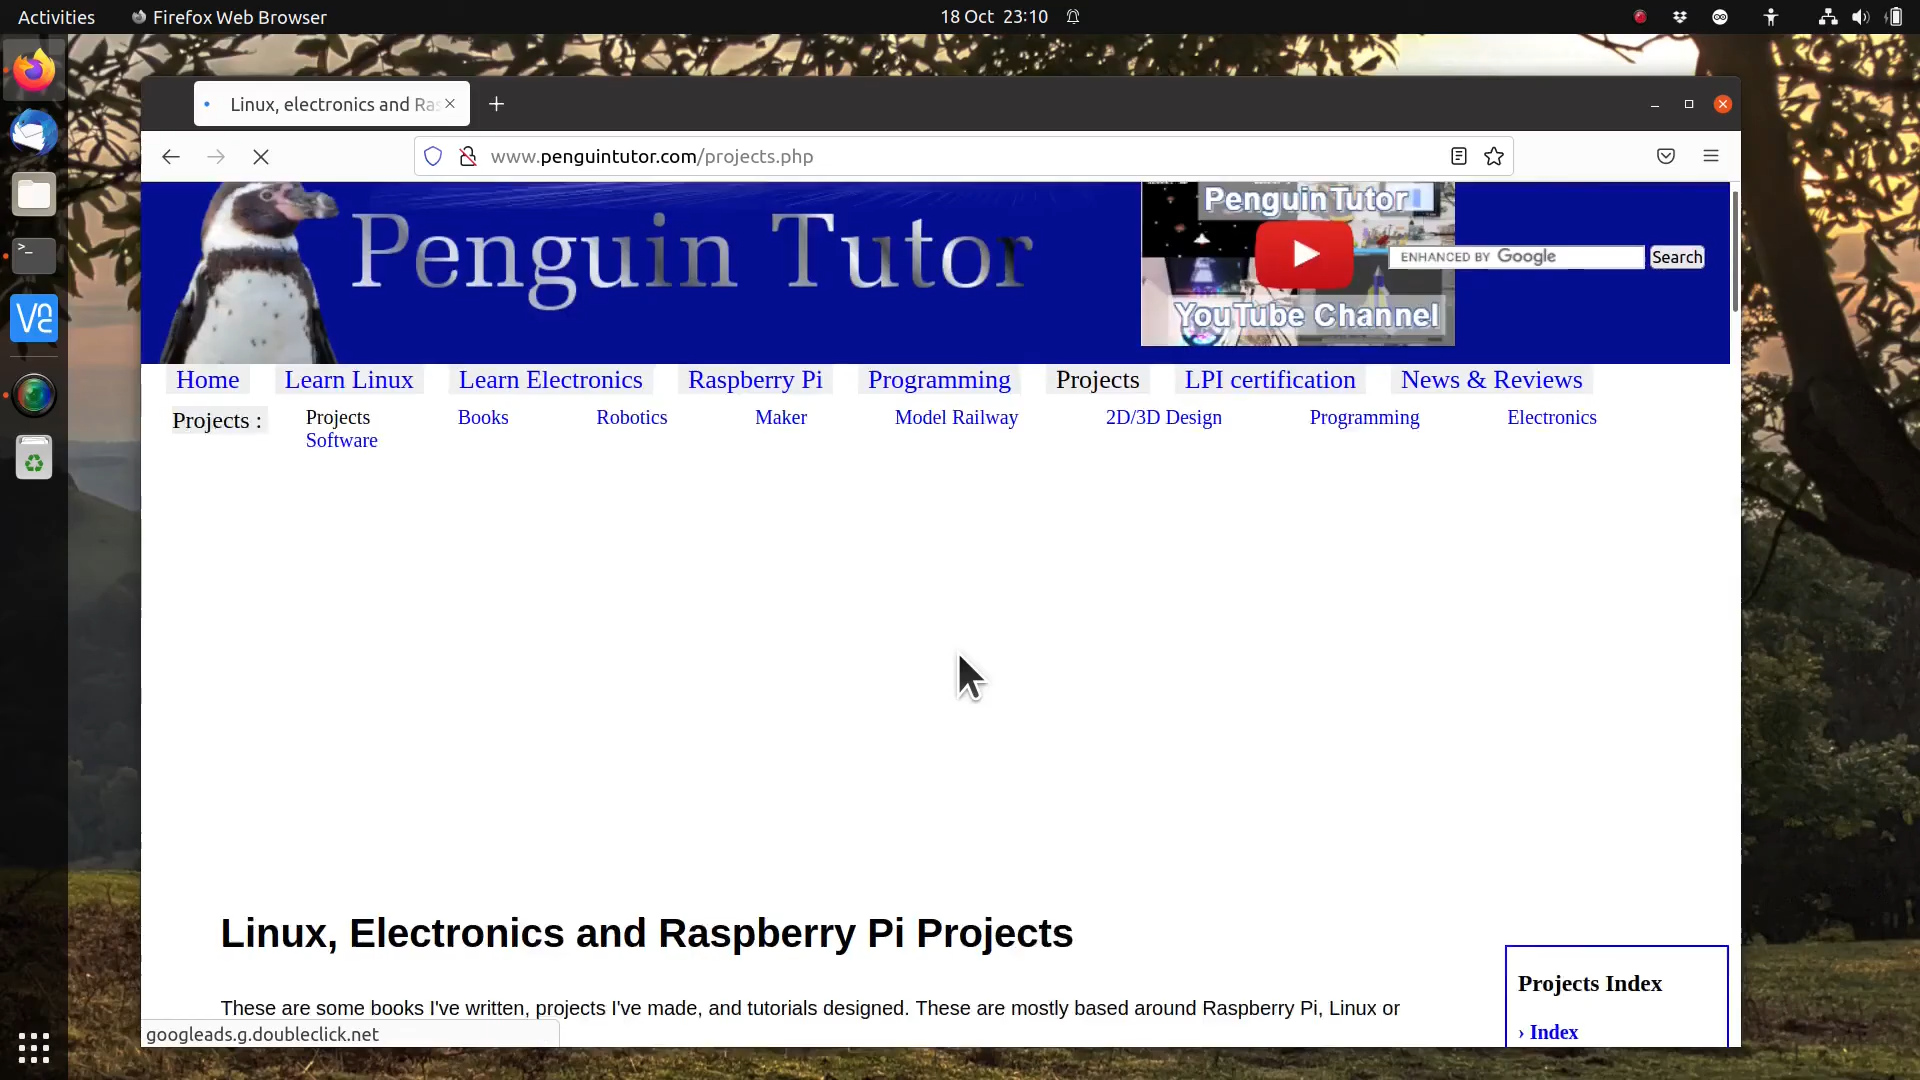 Activities
Firefox Web Browser
18 Oct 23:10
Linux, electronics and Ras
www.penguintutor.com/projects.php
Penguin Tutor
PenguinTutor
YouTube Channel
ENHANCED BY Google
Search
Home
Learn Linux
Learn Electronics
Raspberry Pi
Programming
Projects
LPI certification
News & Reviews
Projects :
Projects
Books
Robotics
Maker
Model Railway
2D/3D Design
Programming
Electronics
Software
Linux, Electronics and Raspberry Pi Projects
These are some books I've written, projects I've made, and tutorials designed. These are mostly based around Raspberry Pi, Linux or
Projects Index
› Index
googleads.g.doubleclick.net